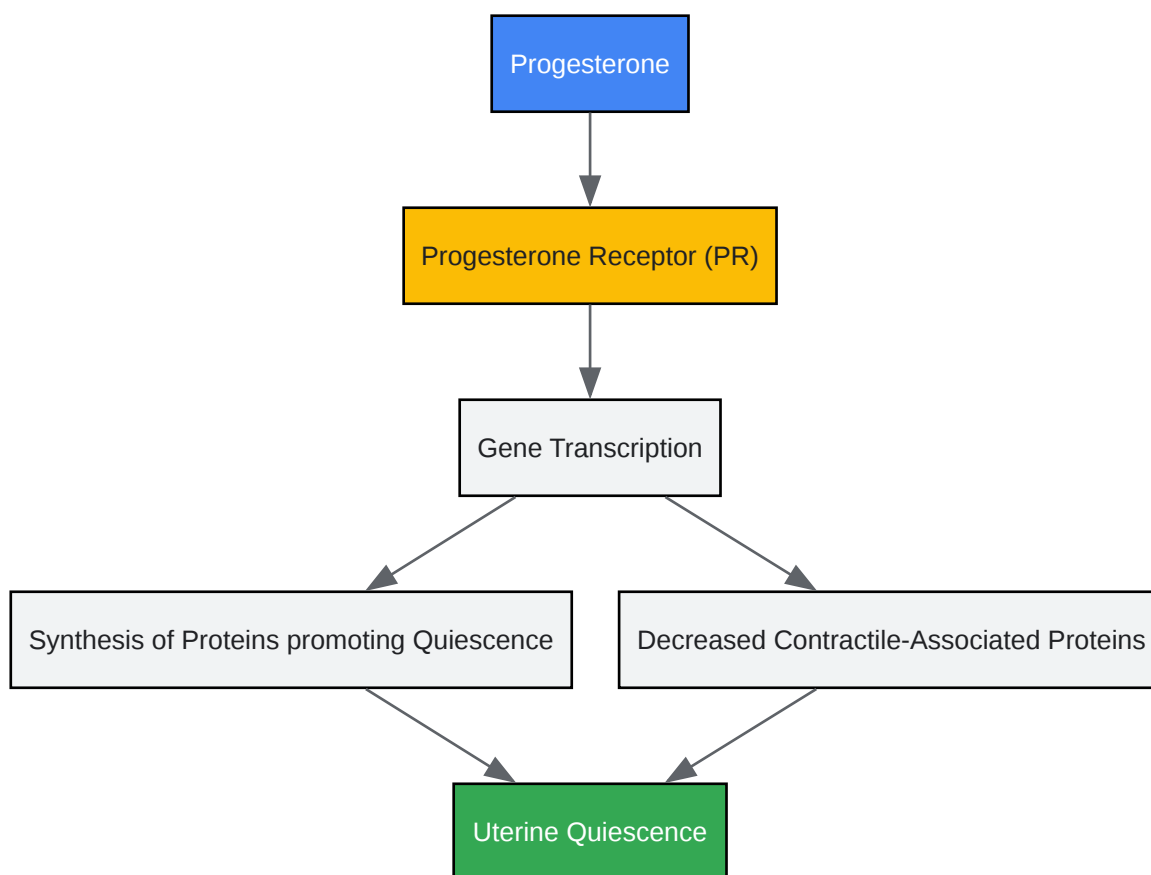 Progesterone
Progesterone Receptor (PR)
Gene Transcription
Synthesis of Proteins promoting Quiescence
Decreased Contractile-Associated Proteins
Uterine Quiescence